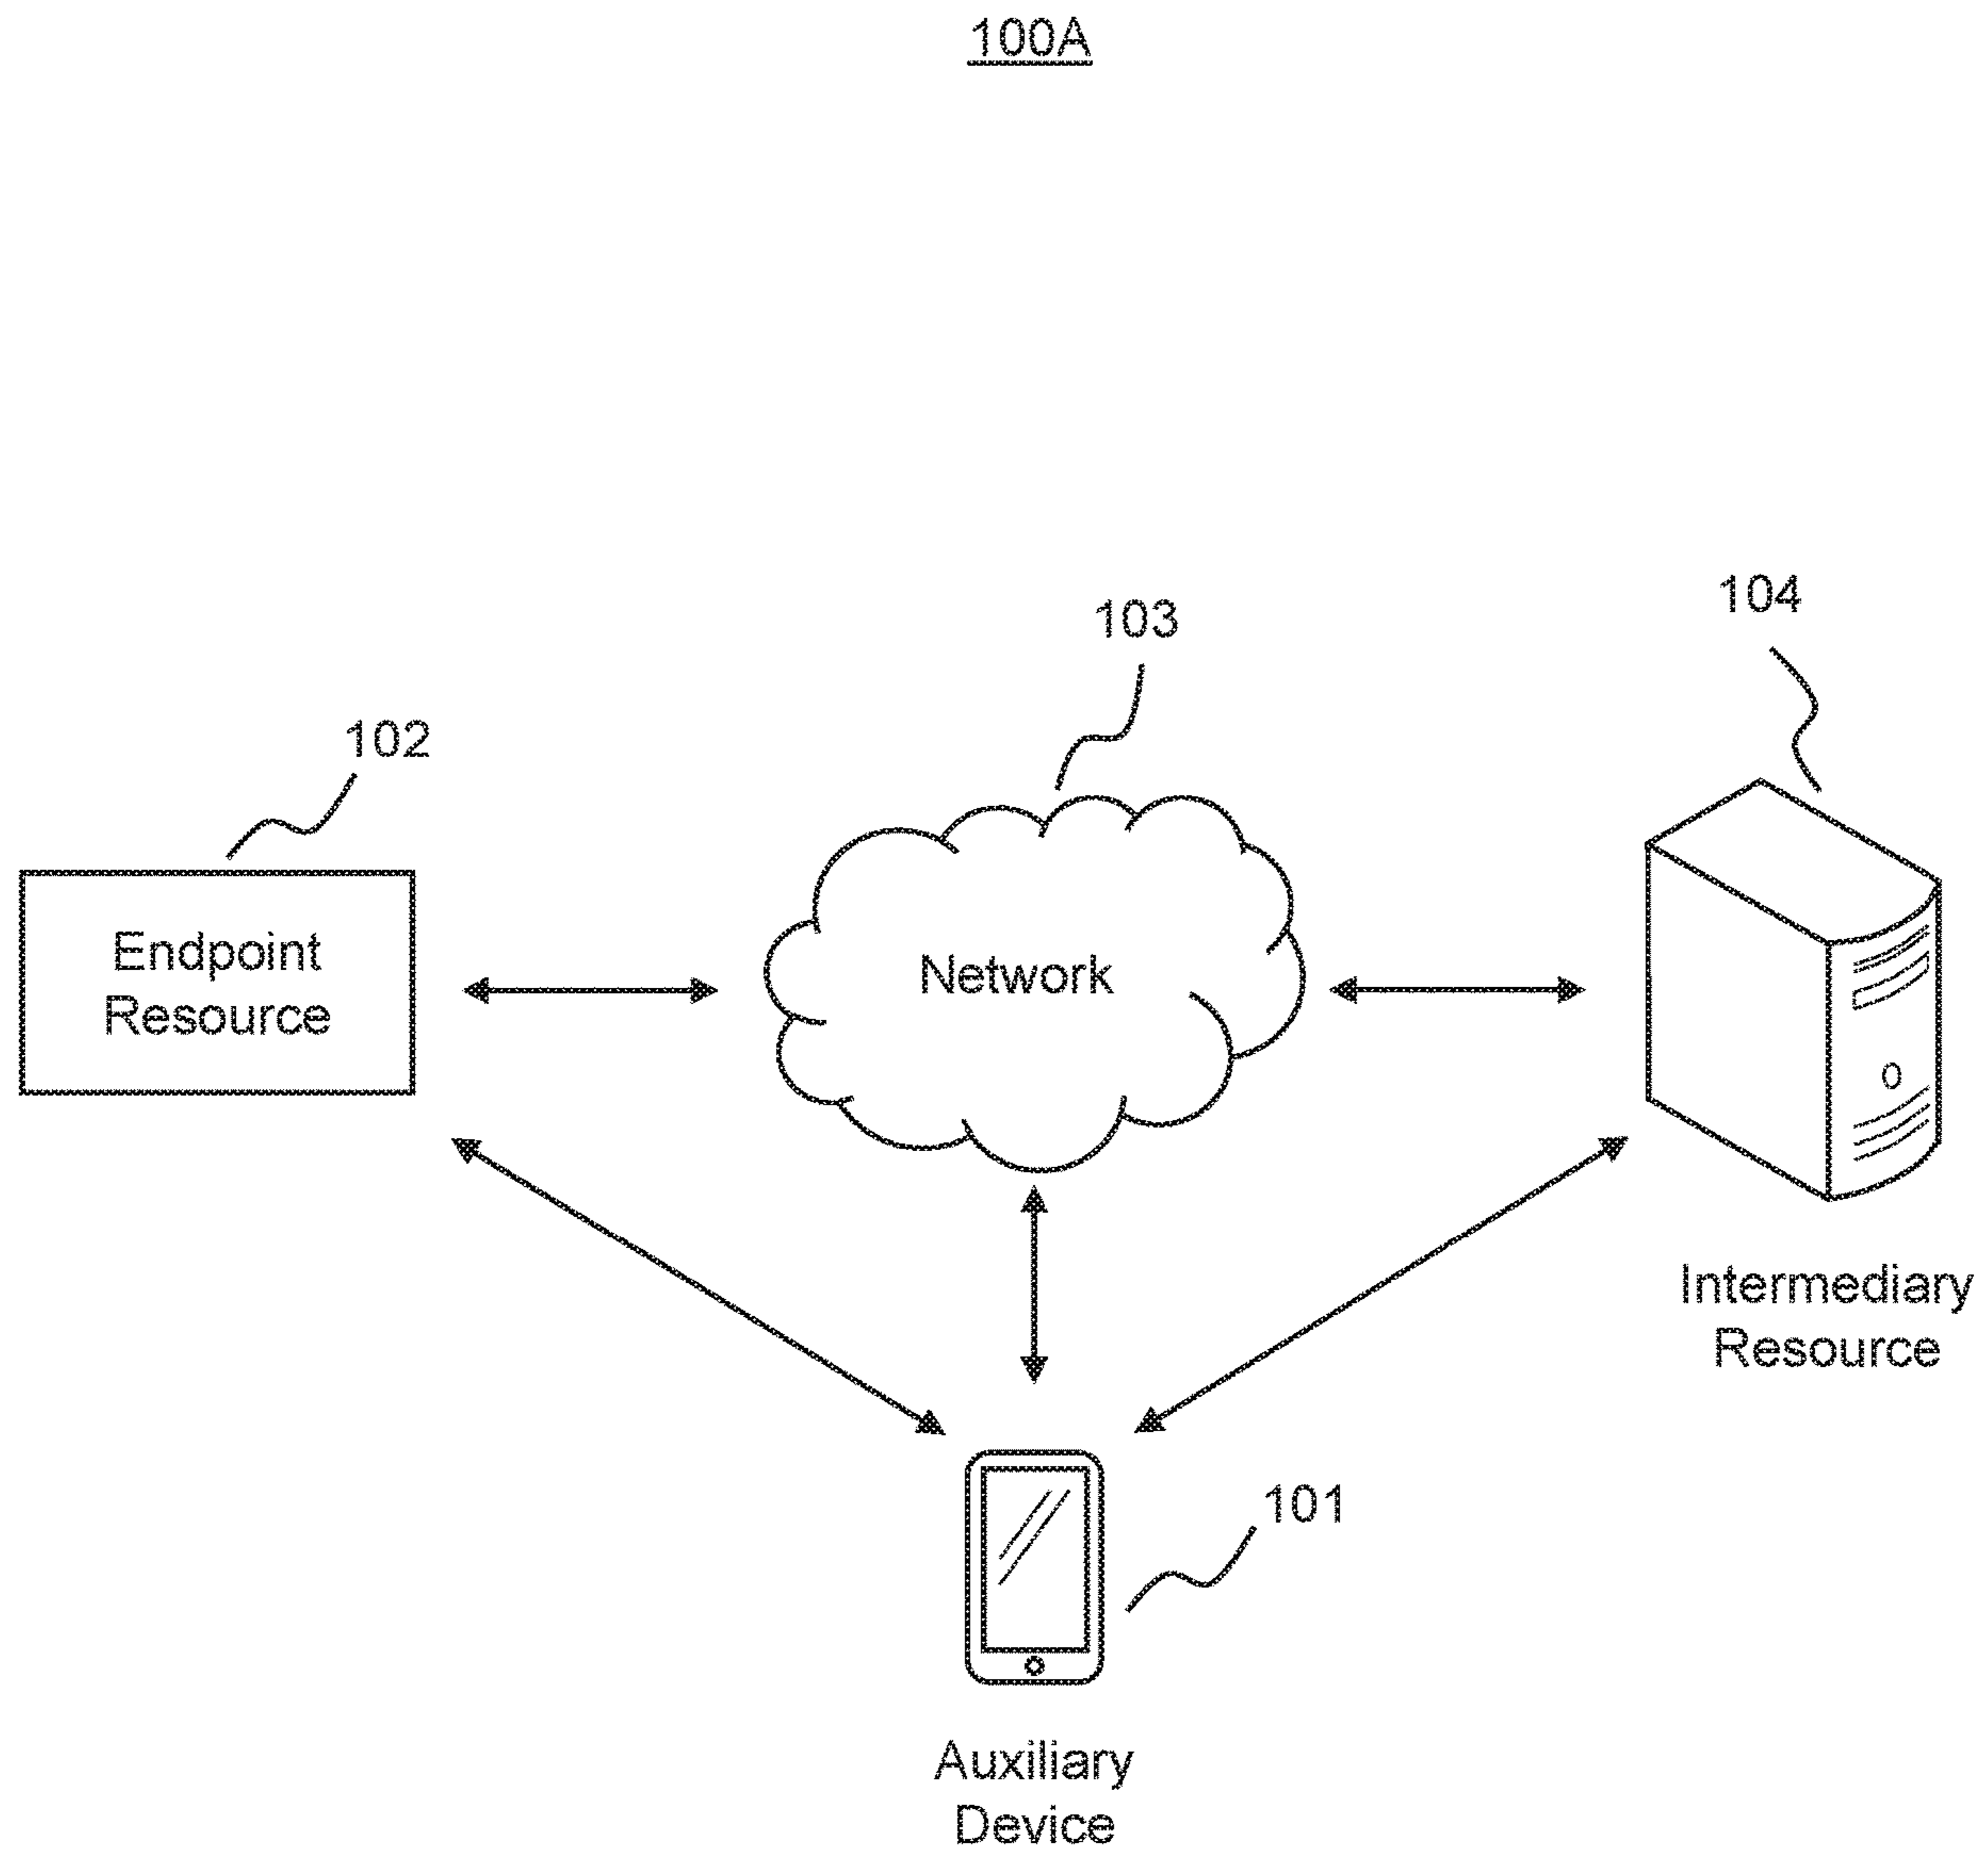 100A
104
103
102
Endpoint
Resource
Network
Intermediary
Resource
101
Auxiliary
Device